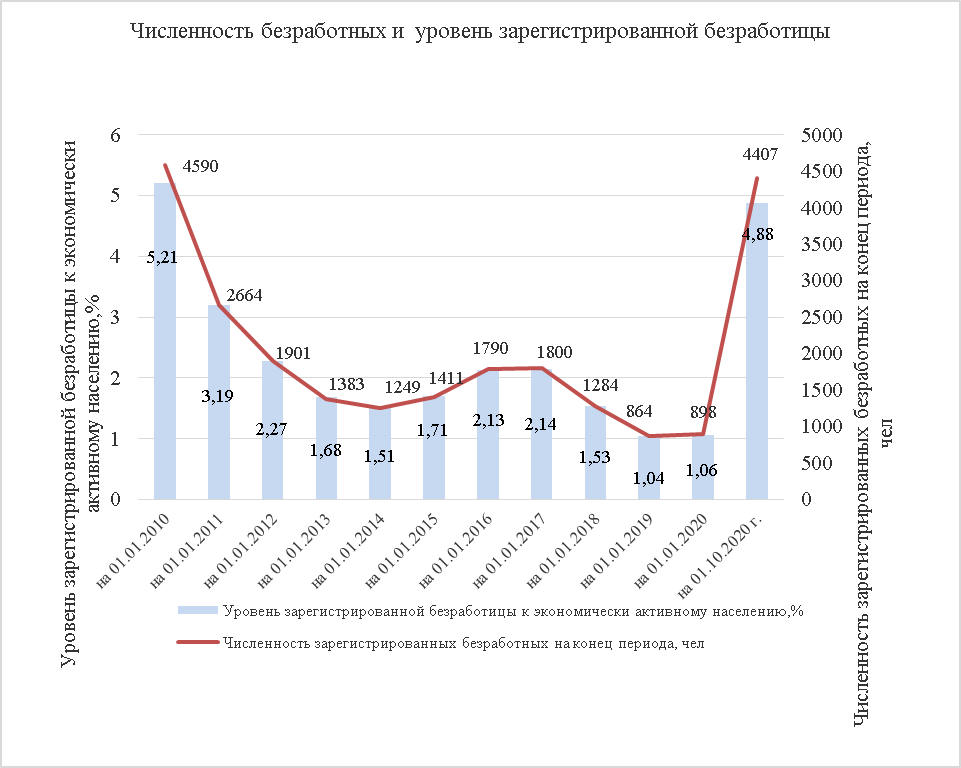 Численность безработных и уровень зарегистрированной безработицы
Уровень зарегистрированной безработицы к экономически
активному населению,%
6
5
4
3
2
1
0
5000
4500
4000
3500
3000
2500
2000
1500
1000
500
0
Численность зарегистрированных безработных на конец периода,
чел
4590
2664
1901
1383
1249
1411
1790
1800
1284
864
898
4407
5,21
3,19
2,27
1,68
1,51
1,71
2,13
2,14
1,53
1,04
1,06
4,88
на 01.01.2010
на 01.01.2011
на 01.01.2012
на 01.01.2013
на 01.01.2014
на 01.01.2015
на 01.01.2016
на 01.01.2017
на 01.01.2018
на 01.01.2019
на 01.01.2020
на 01.10.2020 г.
Уровень зарегистрированной безработицы к экономически активному населению,%
Численность зарегистрированных безработных на конец периода, чел